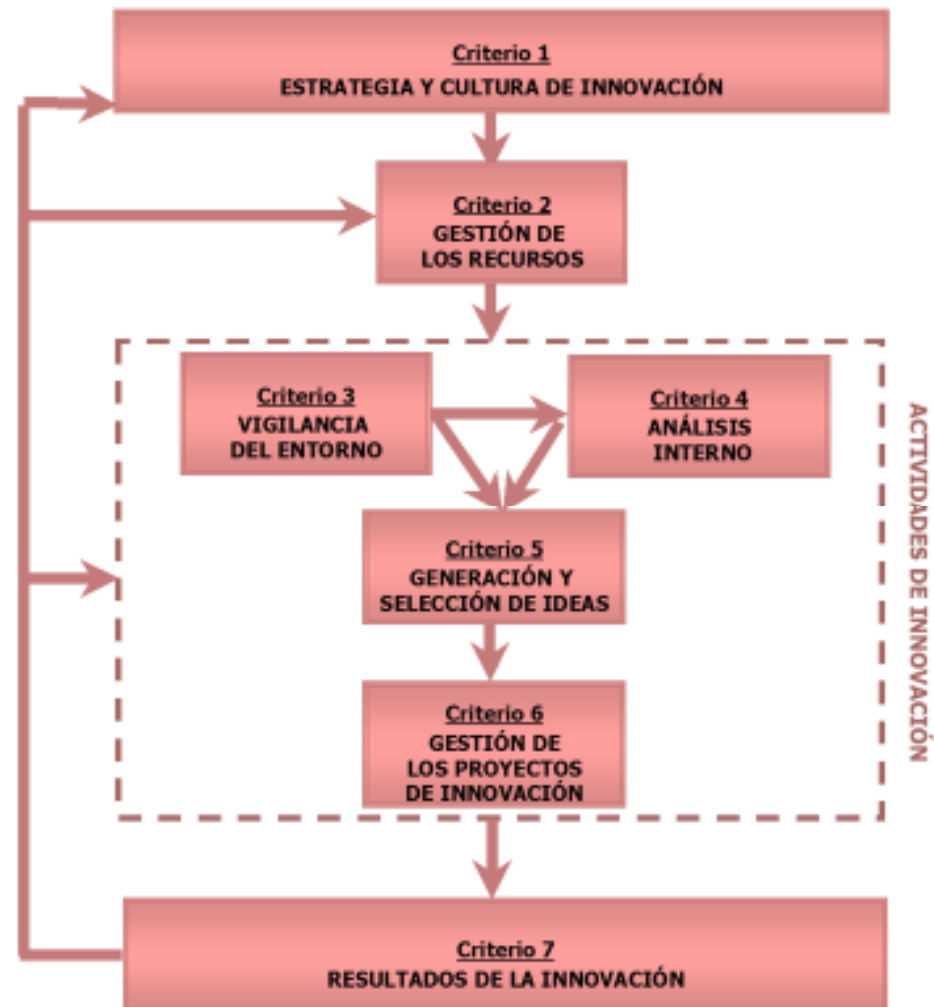 Criterio 1
ESTRATEGIA Y CULTURA DE INNOVACIÓN
Criterio 2
GESTIÓN DE
LOS RECURSOS
Criterio 3
VIGILANCIA
DEL ENTORNO
Criterio 4
ANÁLISIS
INTERNO
Criterio 5
GENERACIÓN Y
SELECCIÓN DE IDEAS
Criterio 6
GESTIÓN DE
LOS PROYECTOS
DE INNOVACIÓN
ACTIVIDADES DE INNOVACIÓN
Criterio 7
RESULTADOS DE LA INNOVACIÓN